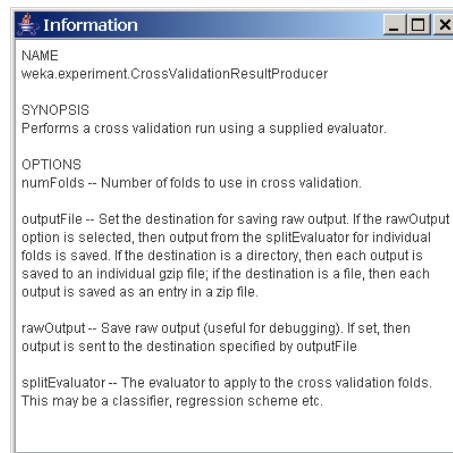 Information
NAME
weka.experiment.CrossValidationResultProducer
SYNOPSIS
Performs a cross validation run using a supplied evaluator.
OPTIONS
numFolds -- Number of folds to use in cross validation.
outputFile -- Set the destination for saving raw output. If the rawOutput
option is selected, then output from the splitEvaluator for individual
folds is saved. If the destination is a directory, then each output is
saved to an individual gzip file; if the destination is a file, then each
output is saved as an entry in a zip file.
rawOutput -- Save raw output (useful for debugging). If set, then
output is sent to the destination specified by outputFile
splitEvaluator -- The evaluator to apply to the cross validation folds.
This may be a classifier, regression scheme etc.